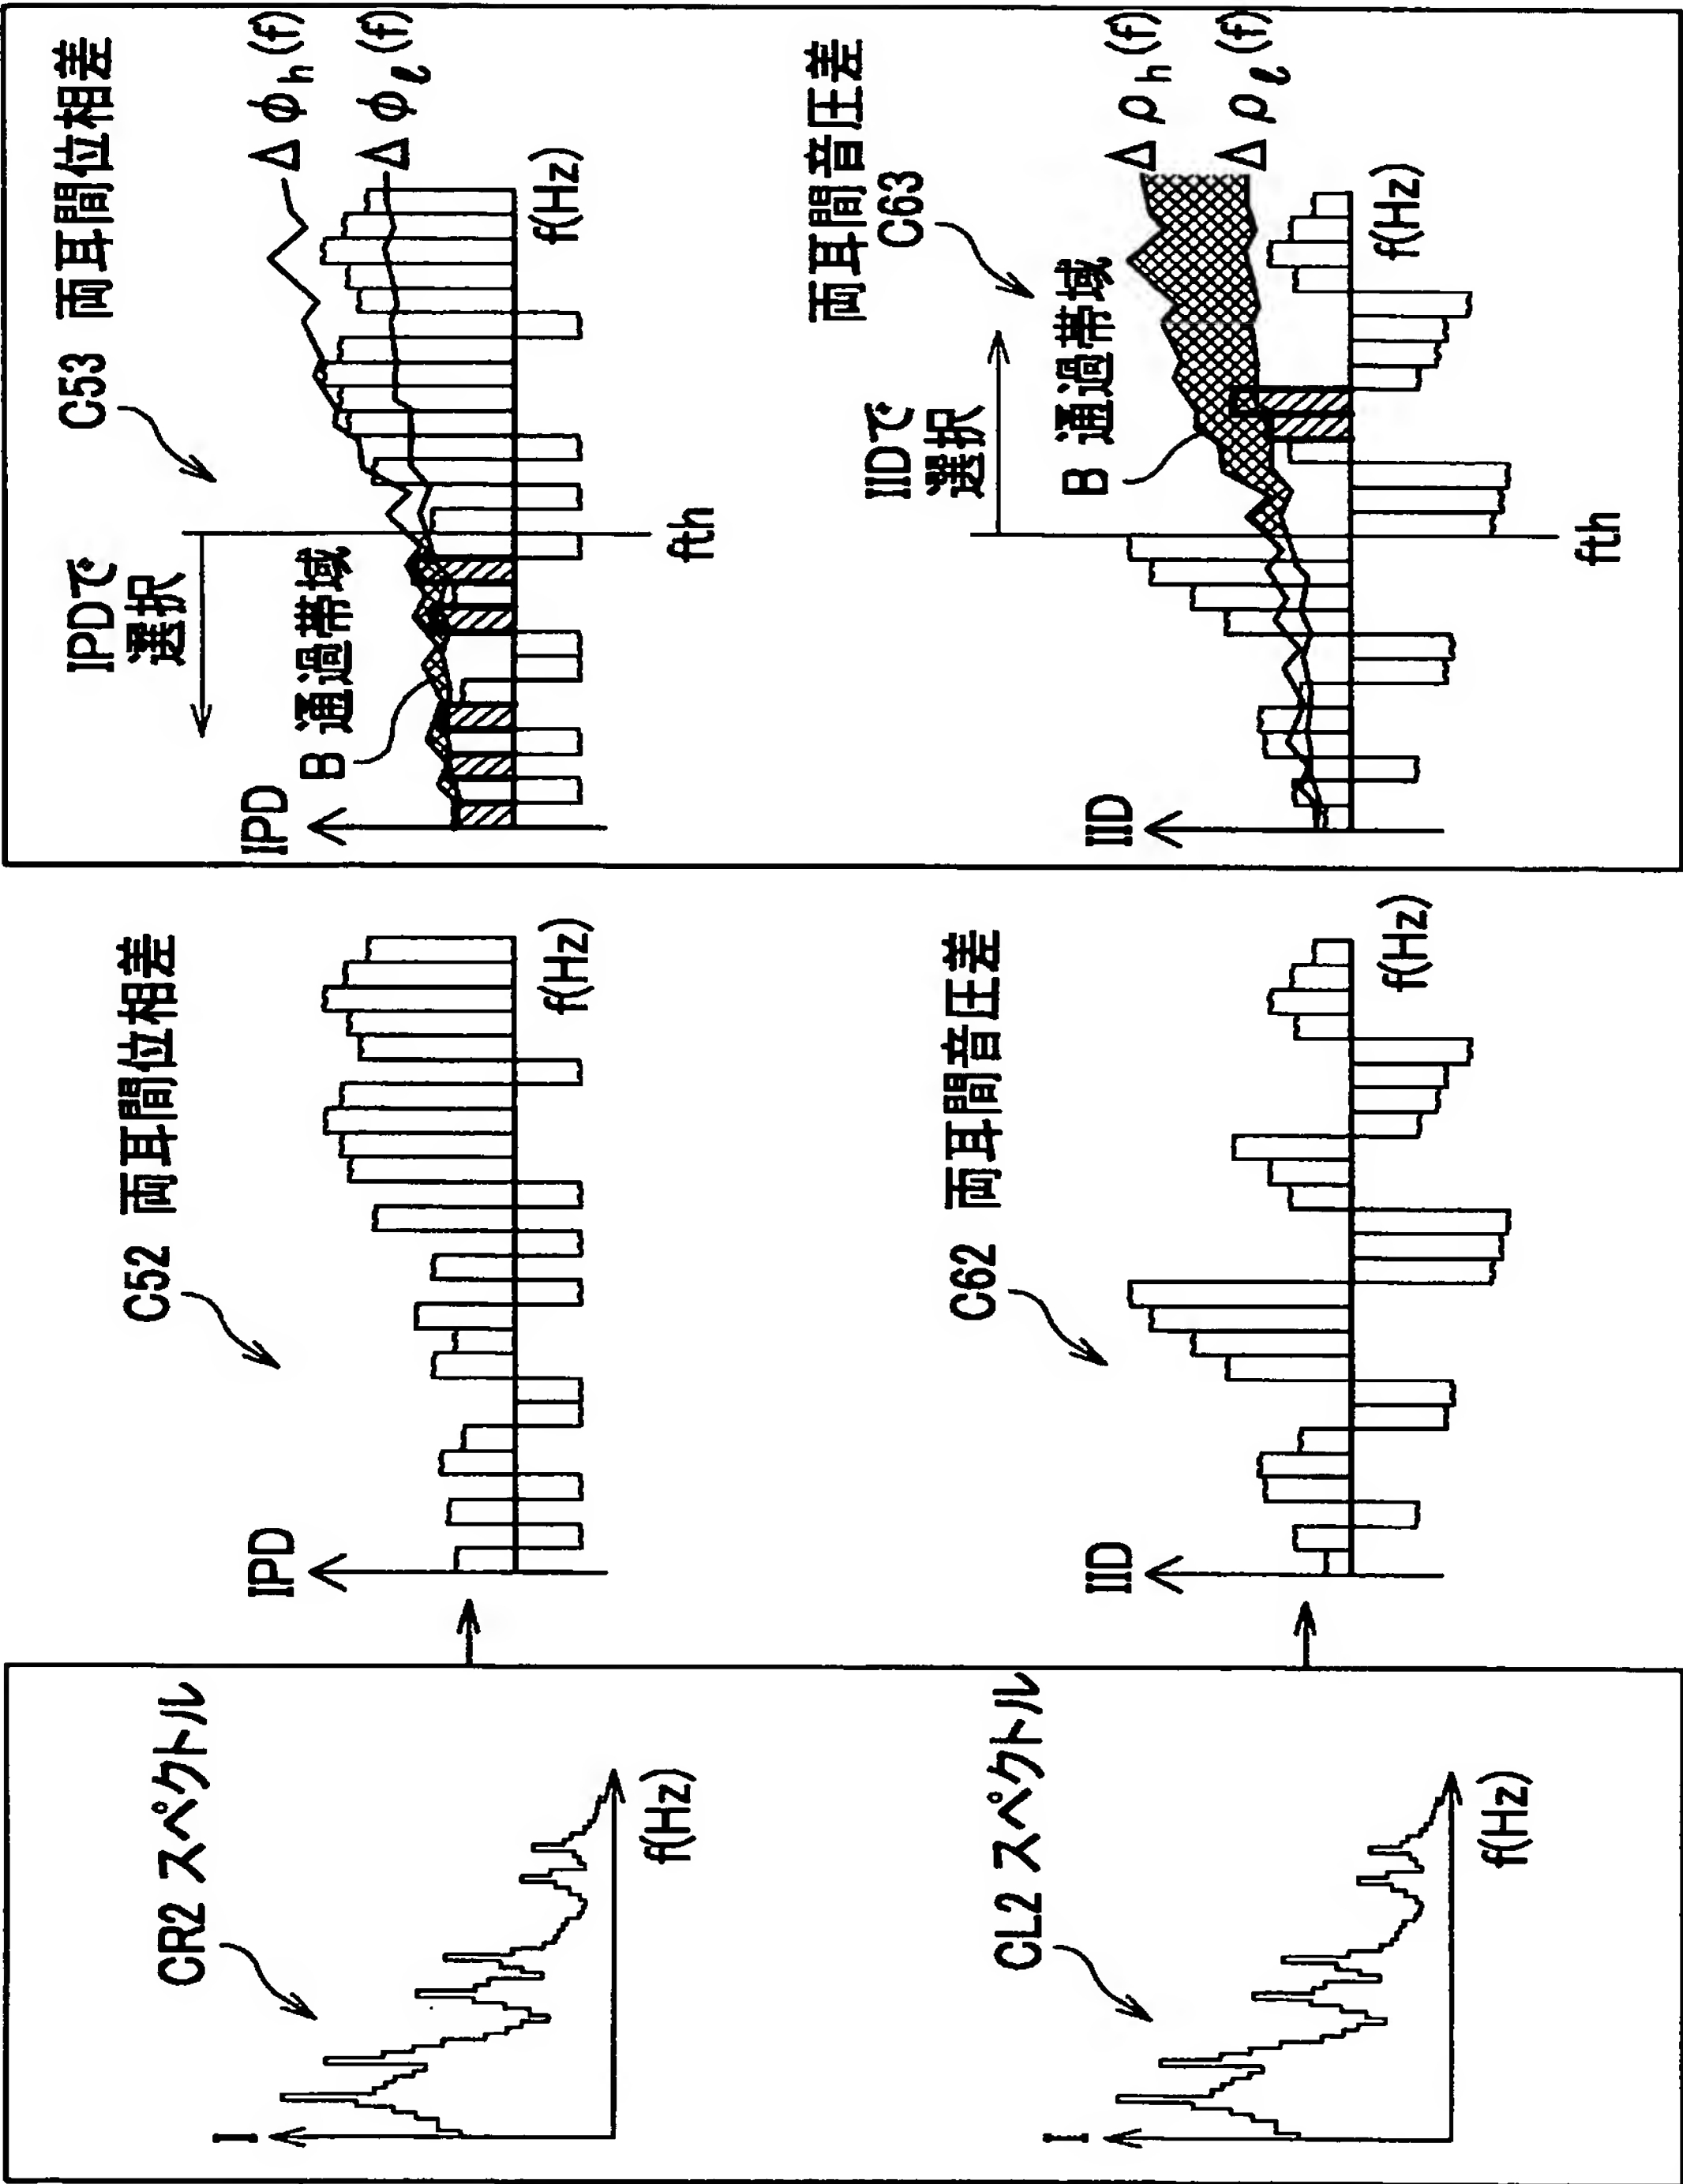 CR2 スペクトル
I
f(Hz)
CL2 スペクトル
I
f(Hz)
C52 両耳間位相差
IPD
f(Hz)
C62 両耳間音圧差
IID
f(Hz)
C53 両耳間位相差
IPDで
選択
Δφh(f)
Δφℓ(f)
B 通過帯域
IPD
f(Hz)
fth
両耳間音圧差
C63
IIDで
選択
Δρh(f)
Δρℓ(f)
B 通過帯域
IID
f(Hz)
fth